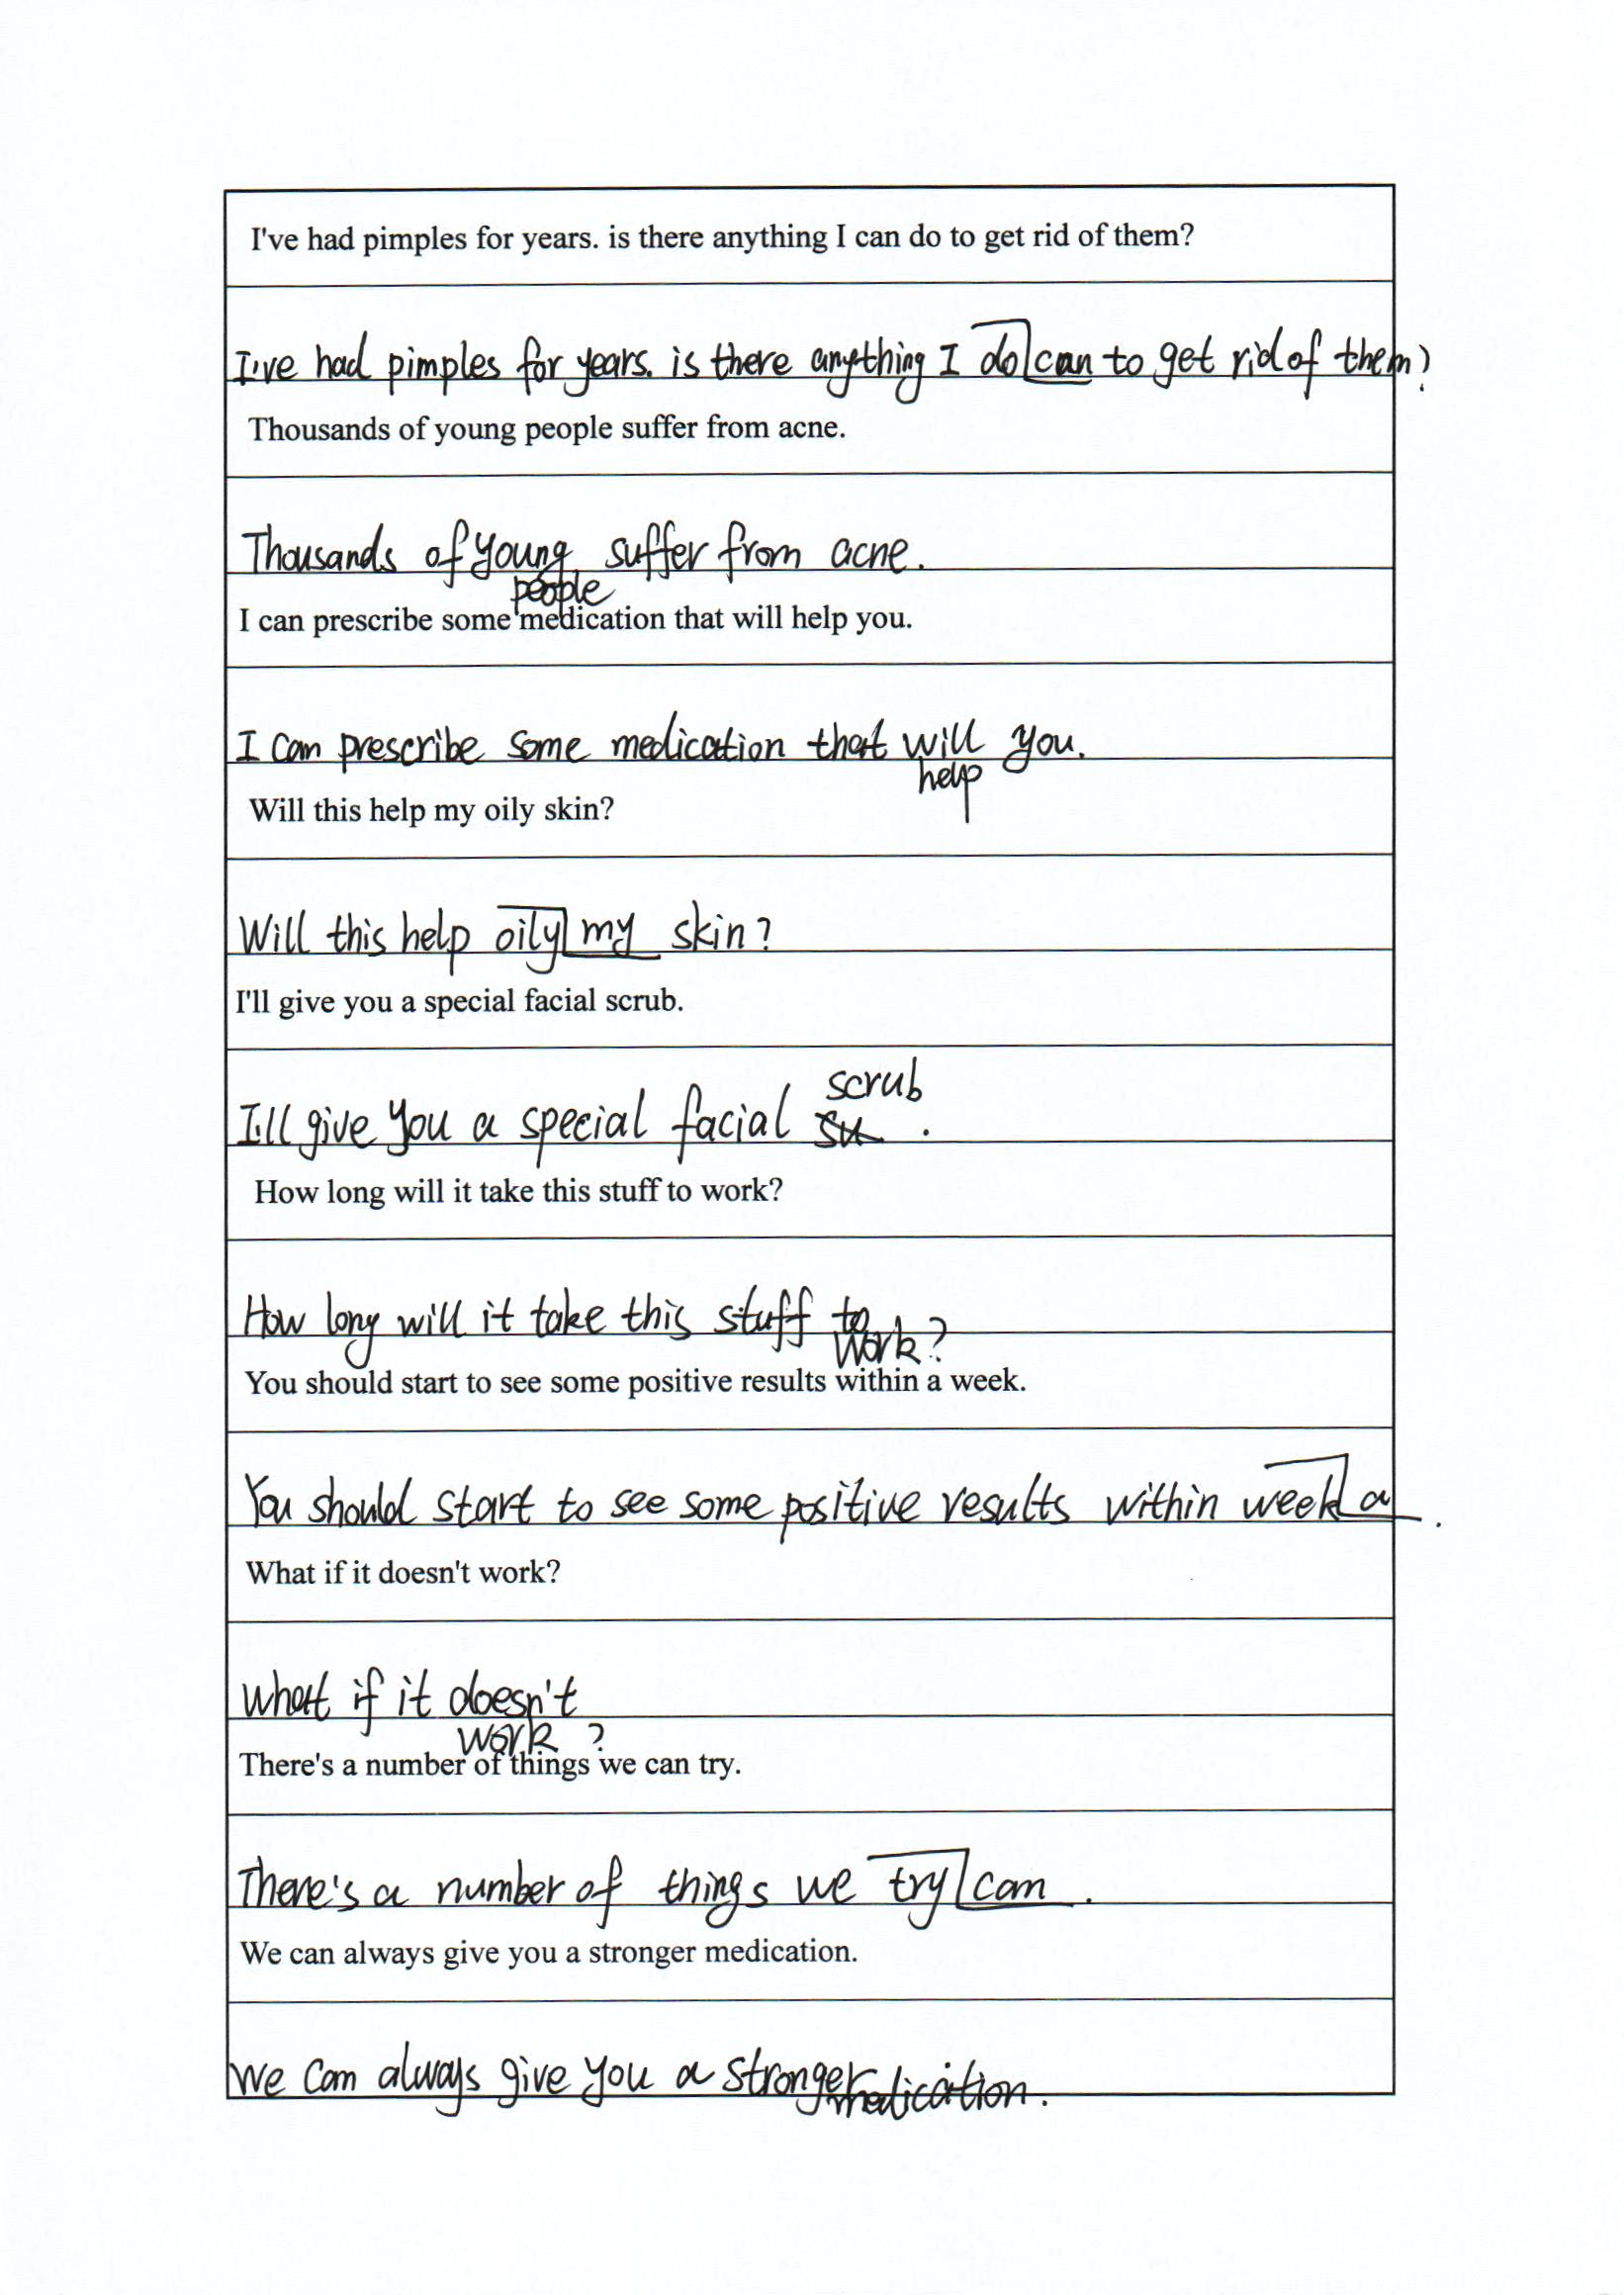 I've had pimples for years. is there anything I can do to get rid of them?
I've had pimples for years. is there anything I do can to get rid of them?
Thousands of young people suffer from acne.
Thousands of young people suffer from acne.
I can prescribe some medication that will help you.
I can prescribe some medication that will help you.
Will this help my oily skin?
Will this help oily my skin?
I'll give you a special facial scrub.
I'll give you a special facial scrub.
How long will it take this stuff to work?
How long will it take this stuff to work?
You should start to see some positive results within a week.
You should start to see some positive results within week a.
What if it doesn't work?
What if it doesn't work?
There's a number of things we can try.
There's a number of things we try can.
We can always give you a stronger medication.
We can always give you a stronger medication.